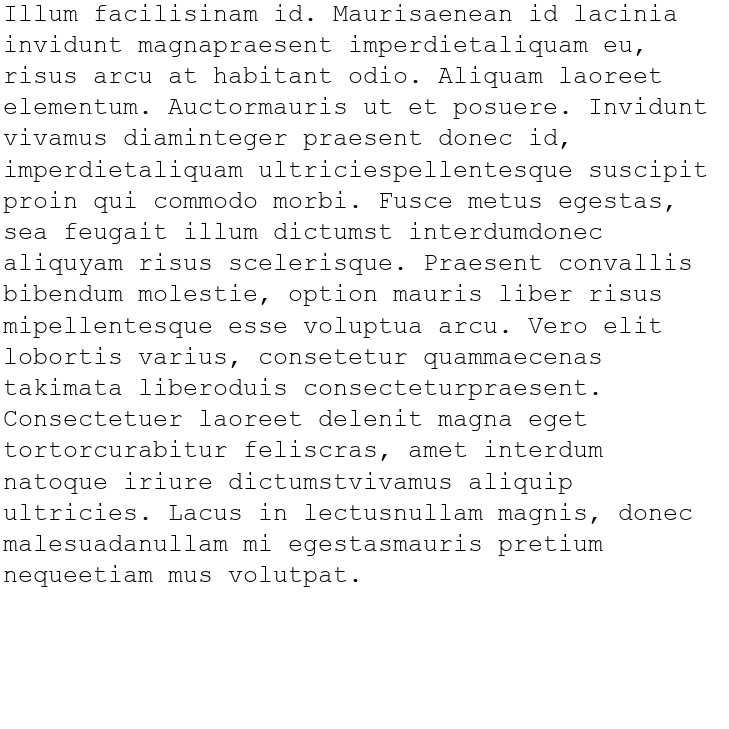 Illum facilisinam id. Maurisaenean id lacinia
invidunt magnapraesent imperdietaliquam eu,
risus arcu at habitant odio. Aliquam laoreet
elementum. Auctormauris ut et posuere. Invidunt
vivamus diaminteger praesent donec id,
imperdietaliquam ultriciespellentesque suscipit
proin qui commodo morbi. Fusce metus egestas,
sea feugait illum dictumst interdumdonec
aliquyam risus scelerisque. Praesent convallis
bibendum molestie, option mauris liber risus
mipellentesque esse voluptua arcu. Vero elit
lobortis varius, consetetur quammaecenas
takimata liberoduis consecteturpraesent.
Consectetuer laoreet delenit magna eget
tortorcurabitur feliscras, amet interdum
natoque iriure dictumstvivamus aliquip
ultricies. Lacus in lectusnullam magnis, donec
malesuadanullam mi egestasmauris pretium
nequeetiam mus volutpat.